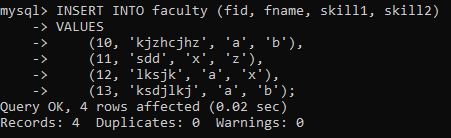 mysql> INSERT INTO faculty (fid, fname, skill1, skill2)
    -> VALUES
    ->     (10, 'kjzhcjhz', 'a', 'b'),
    ->     (11, 'sdd', 'x', 'z'),
    ->     (12, 'lksjk', 'a', 'x'),
    ->     (13, 'ksdjlkj', 'a', 'b');
Query OK, 4 rows affected (0.02 sec)
Records: 4  Duplicates: 0  Warnings: 0